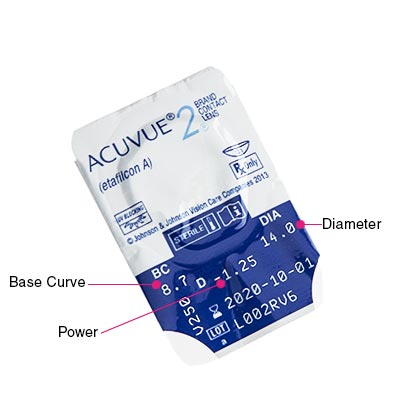 ACUVUE® 2 BRAND CONTACT LENS
(etafilcon A)
UV BLOCKING
Rx Only
© Johnson & Johnson Vision Care Companies 2013
STERILE
BC DIA
8.7 D -1.25 14.0
V250
2020-10-01
LOT L002RV6
a
Diameter
Base Curve
Power